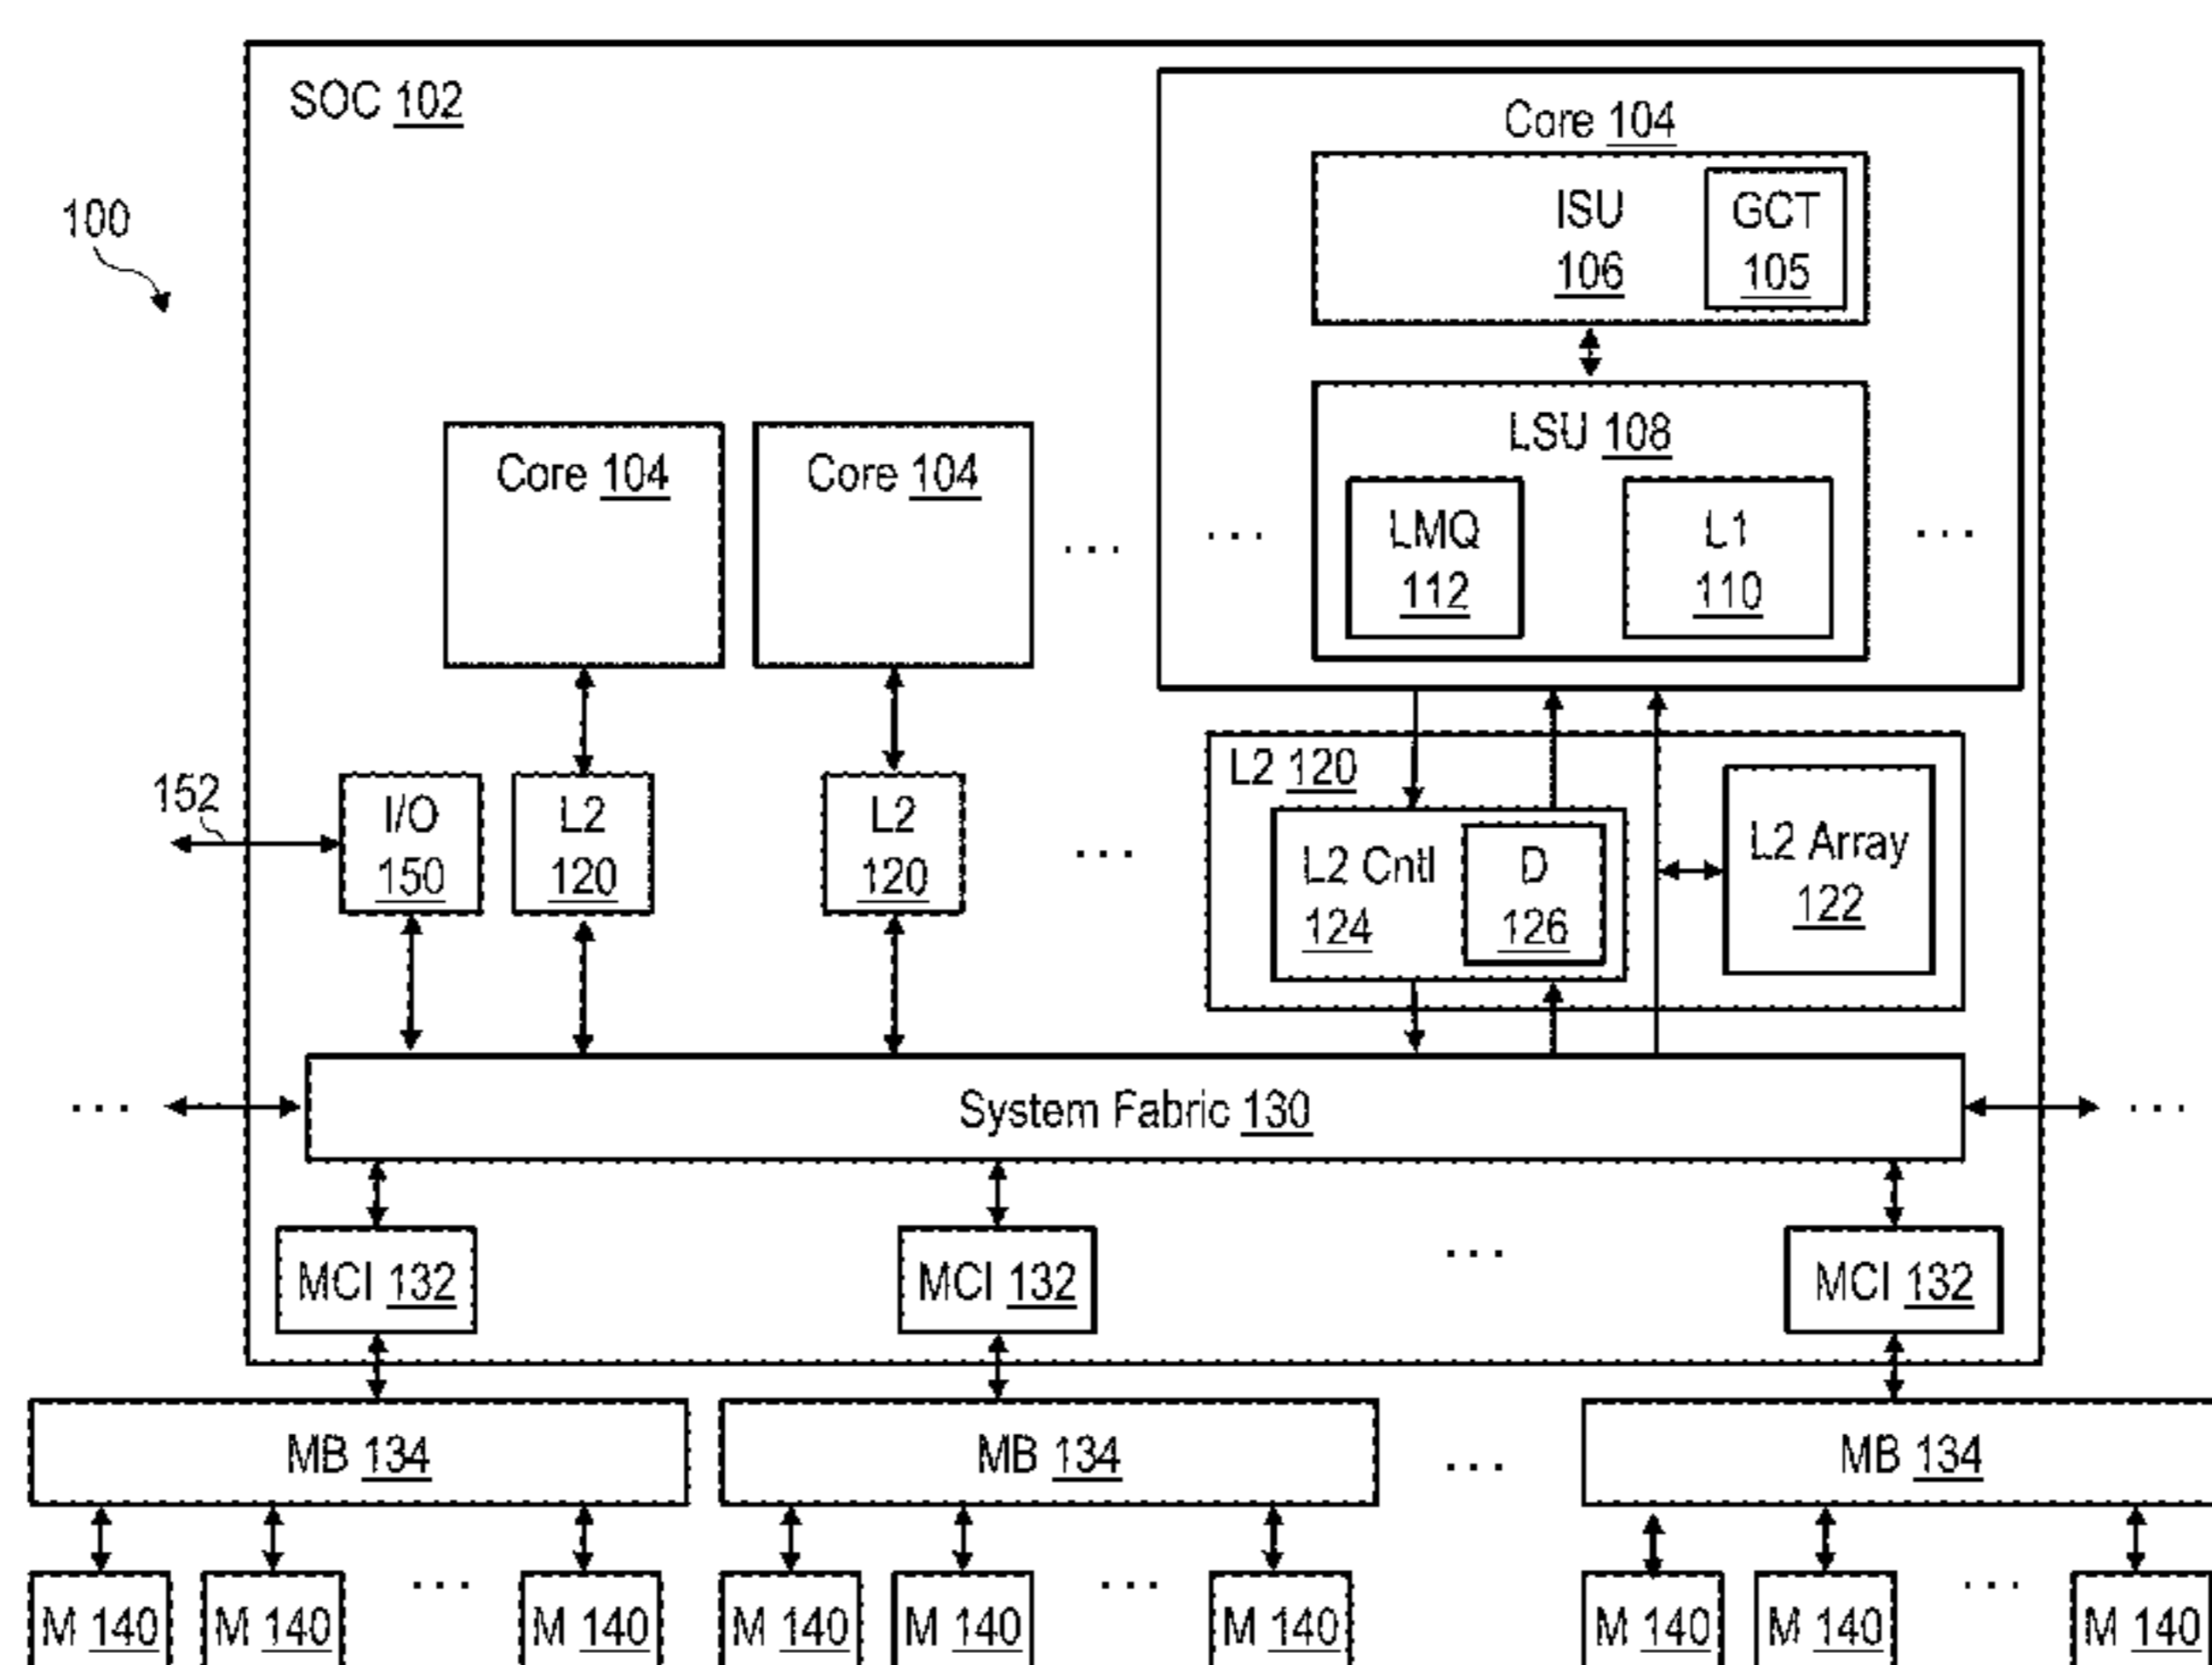 SOC 102
Core 104
100
ISU
106
GCT
105
LSU 108
Core 104
Core 104
...
...
LMQ
112
L1
110
...
152
I/O
150
L2
120
L2
120
...
L2 120
L2 Cntl
124
D
126
L2 Array
122
...
System Fabric 130
...
MCI 132
MCI 132
...
MCI 132
MB 134
MB 134
...
MB 134
M 140
M 140
...
M 140
M 140
M 140
...
M 140
M 140
M 140
...
M 140